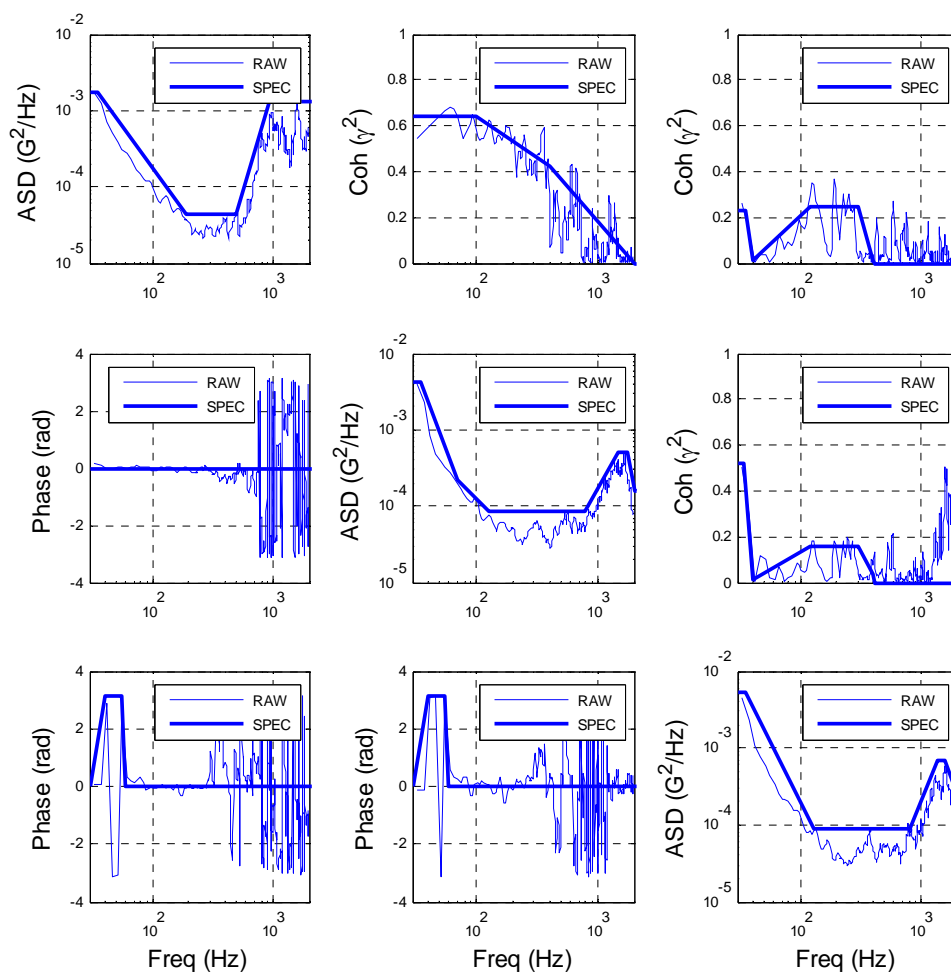 10^-2
10^-3
10^-4
10^-5
ASD (G^2/Hz)
RAW
SPEC
10^2
10^3
1
0.8
0.6
0.4
0.2
0
Coh (γ^2)
RAW
SPEC
10^2
10^3
1
0.8
0.6
0.4
0.2
0
Coh (γ^2)
RAW
SPEC
10^2
10^3
4
2
0
-2
-4
Phase (rad)
RAW
SPEC
10^2
10^3
10^-2
10^-3
10^-4
10^-5
ASD (G^2/Hz)
RAW
SPEC
10^2
10^3
1
0.8
0.6
0.4
0.2
0
Coh (γ^2)
RAW
SPEC
10^2
10^3
4
2
0
-2
-4
Phase (rad)
RAW
SPEC
10^2
10^3
Freq (Hz)
4
2
0
-2
-4
Phase (rad)
RAW
SPEC
10^2
10^3
Freq (Hz)
10^-2
10^-3
10^-4
10^-5
ASD (G^2/Hz)
RAW
SPEC
10^2
10^3
Freq (Hz)